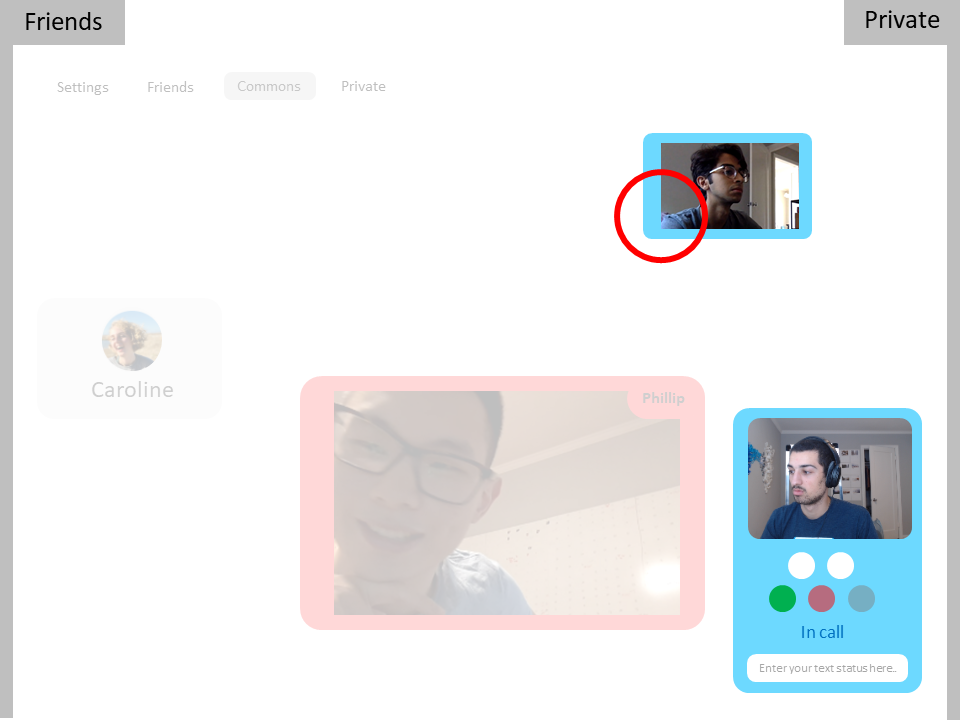 Friends
Private
Settings
Friends
Commons
Private
Caroline
Phillip
In call
Enter your text status here..